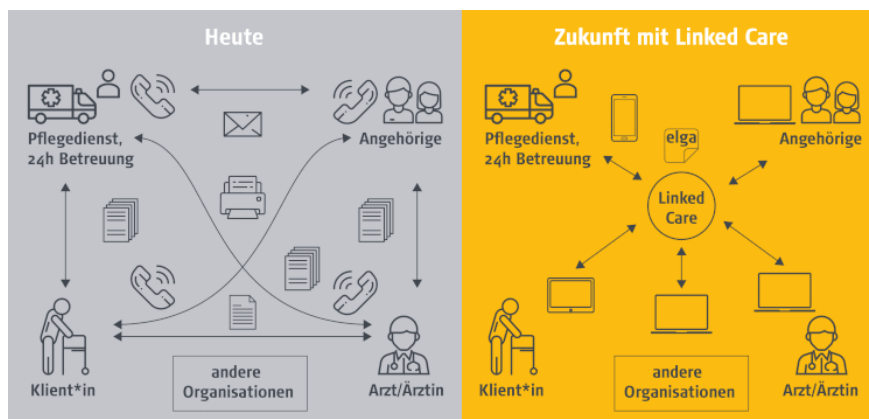 Heute
Pflegedienst,
24h Betreuung
Angehörige
Klient*in
andere
Organisationen
Arzt/Ärztin
Zukunft mit Linked Care
Pflegedienst,
24h Betreuung
elga
Angehörige
Linked
Care
Klient*in
andere
Organisationen
Arzt/Ärztin